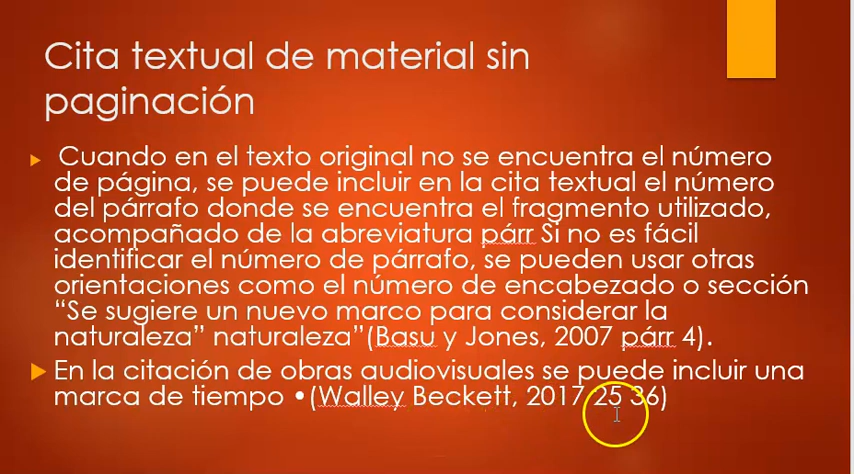 Cita textual de material sin
paginación
Cuando en el texto original no se encuentra el número
de página, se puede incluir en la cita textual el número
del párrafo donde se encuentra el fragmento utilizado,
acompañado de la abreviatura párr Si no es fácil
identificar el número de párrafo, se pueden usar otras
orientaciones como el número de encabezado o sección
“Se sugiere un nuevo marco para considerar la
naturaleza” naturaleza”(Basu y Jones, 2007 párr 4).
En la citación de obras audiovisuales se puede incluir una
marca de tiempo •(Walley Beckett, 2017 25 36)